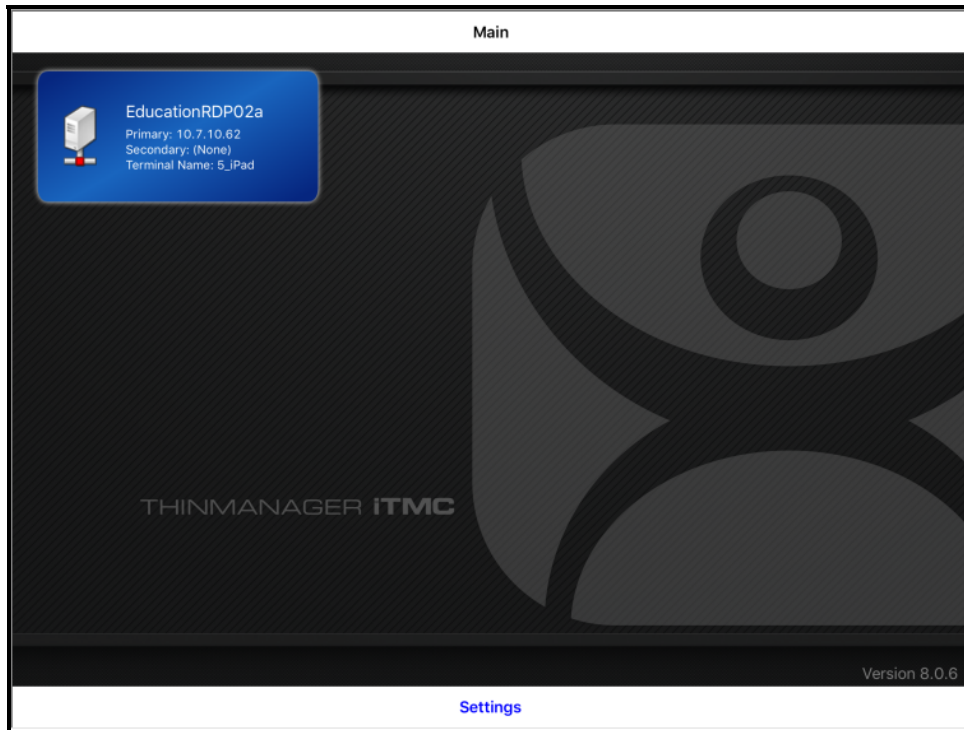 Main
EducationRDP02a
Primary: 10.7.10.62
Secondary: (None)
Terminal Name: 5_iPad
THINMANAGER iTMC
Version 8.0.6
Settings